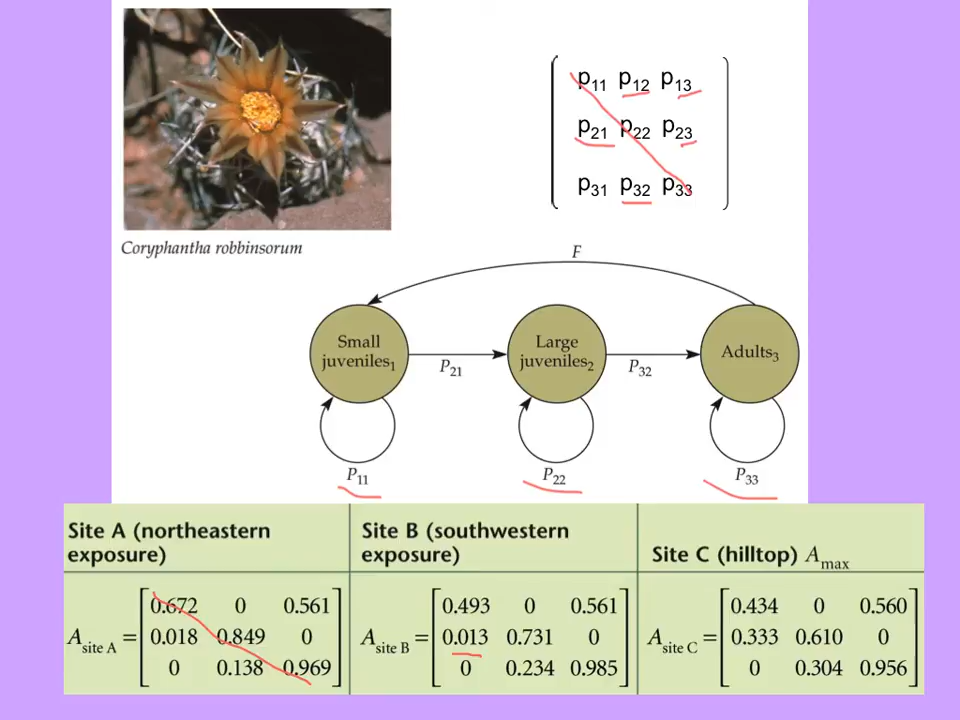 p11 p12 p13
p21 p22 p23
p31 p32 p33
Coryphantha robbinsorum
F
Small juveniles1
Large juveniles2
Adults3
P21
P32
P11
P22
P33
Site A (northeastern
exposure)
Site B (southwestern
exposure)
Site C (hilltop) Amax
Asite A =
0.672 0 0.561
0.018 0.849 0
0 0.138 0.969
Asite B =
0.493 0 0.561
0.013 0.731 0
0 0.234 0.985
Asite C =
0.434 0 0.560
0.333 0.610 0
0 0.304 0.956